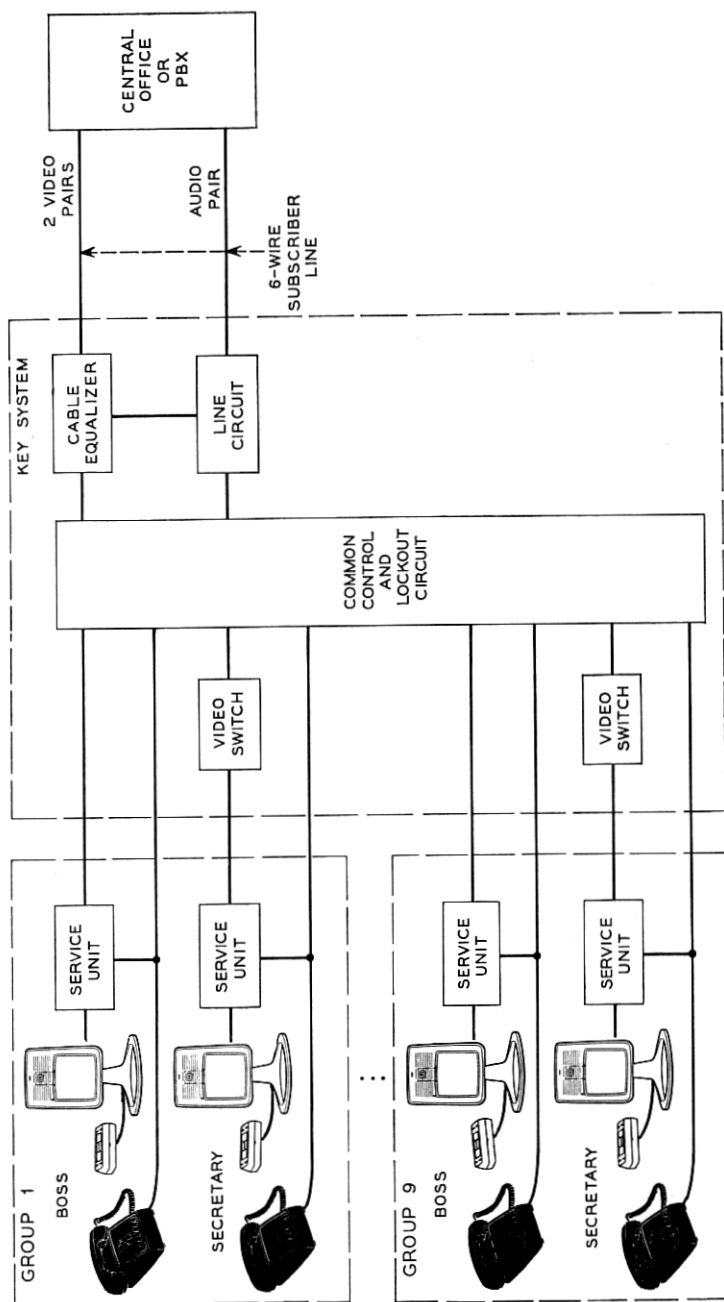 GROUP 1
BOSS
SERVICE
UNIT
SECRETARY
SERVICE
UNIT
VIDEO
SWITCH
GROUP 9
BOSS
SERVICE
UNIT
SECRETARY
SERVICE
UNIT
VIDEO
SWITCH
KEY SYSTEM
COMMON
CONTROL
AND
LOCKOUT
CIRCUIT
CABLE
EQUALIZER
LINE
CIRCUIT
2 VIDEO
PAIRS
AUDIO
PAIR
6-WIRE
SUBSCRIBER
LINE
CENTRAL
OFFICE
OR
PBX